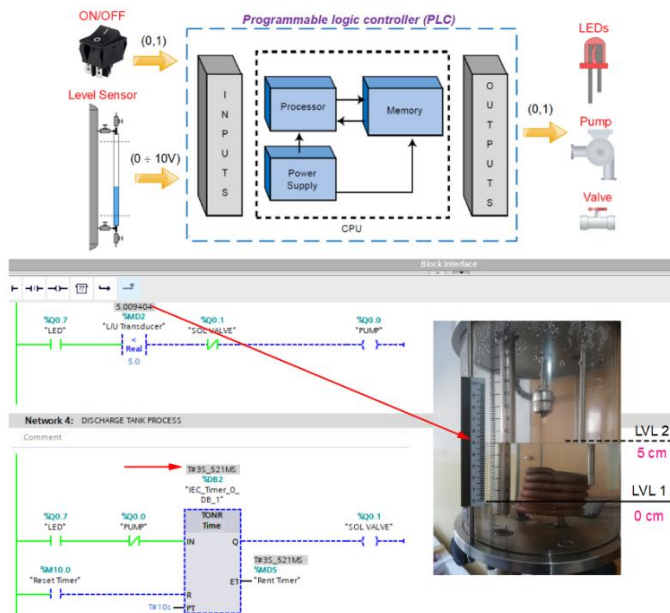 Programmable logic controller (PLC)
ON/OFF
(0,1)
Level Sensor
(0 ÷ 10V)
INPUTS
Processor
Memory
Power
Supply
CPU
OUTPUTS
(0,1)
LEDs
Pump
Valve
Block interface
5.009404
%Q0.7
"LED"
%MD2
"L/U Transducer"
<
Real
5.0
%Q0.1
"SOL VALVE"
%Q0.0
"PUMP"
Network 4: DISCHARGE TANK PROCESS
Comment
T#3S_521MS
%DB2
"IEC_Timer_0_
DB_1"
TONR
Time
%Q0.7
"LED"
%Q0.0
"PUMP"
IN
Q
%Q0.1
"SOL VALVE"
T#3S_521MS
%MD5
ET
"Rent Timer"
%M10.0
"Reset Timer"
R
T#10s
PT
LVL 2
5 cm
LVL 1
0 cm